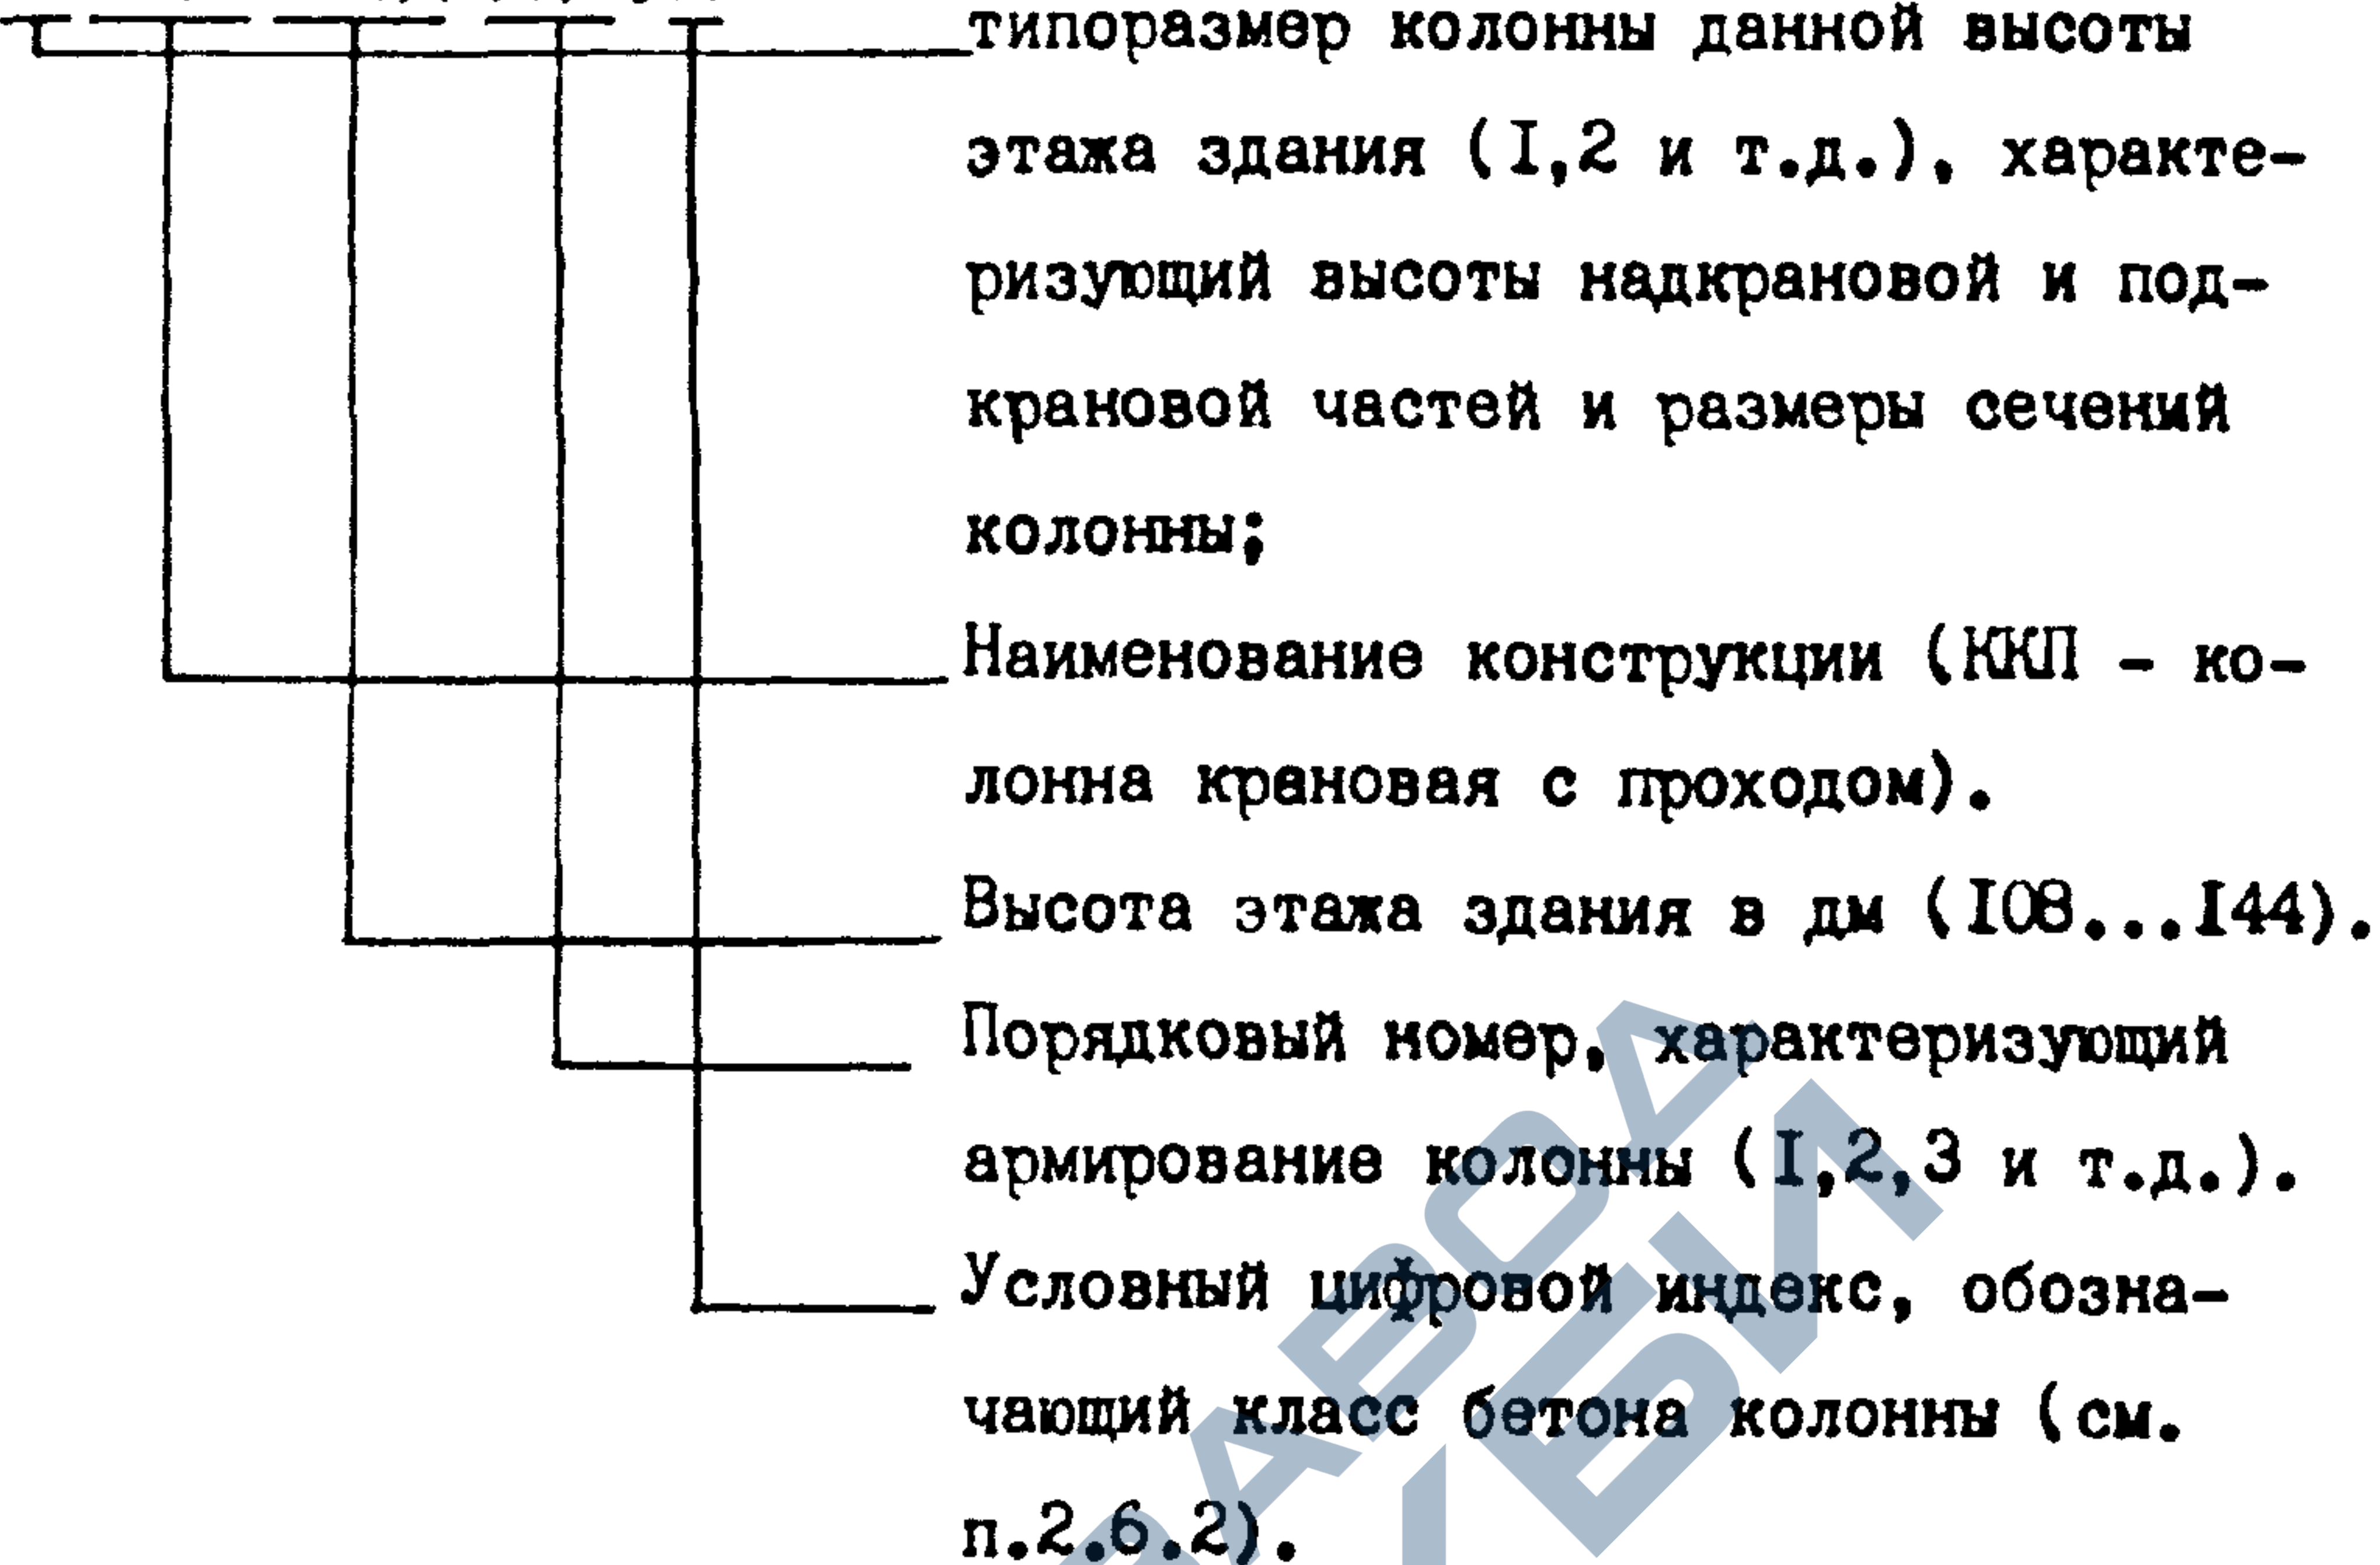 типоразмер колонны данной высоты
этажа здания (I,2 и т.д.), характе-
ризующий высоты надкрановой и под-
крановой частей и размеры сечений
колонны;
Наименование конструкции (ККП - ко-
лонна крановая с проходом).
Высота этажа здания в дм (I08...I44).
Порядковый номер, характеризующий
армирование колонны (I,2,3 и т.д.).
Условный цифровой индекс, обозна-
чающий класс бетона колонны (см.
п.2.6.2).